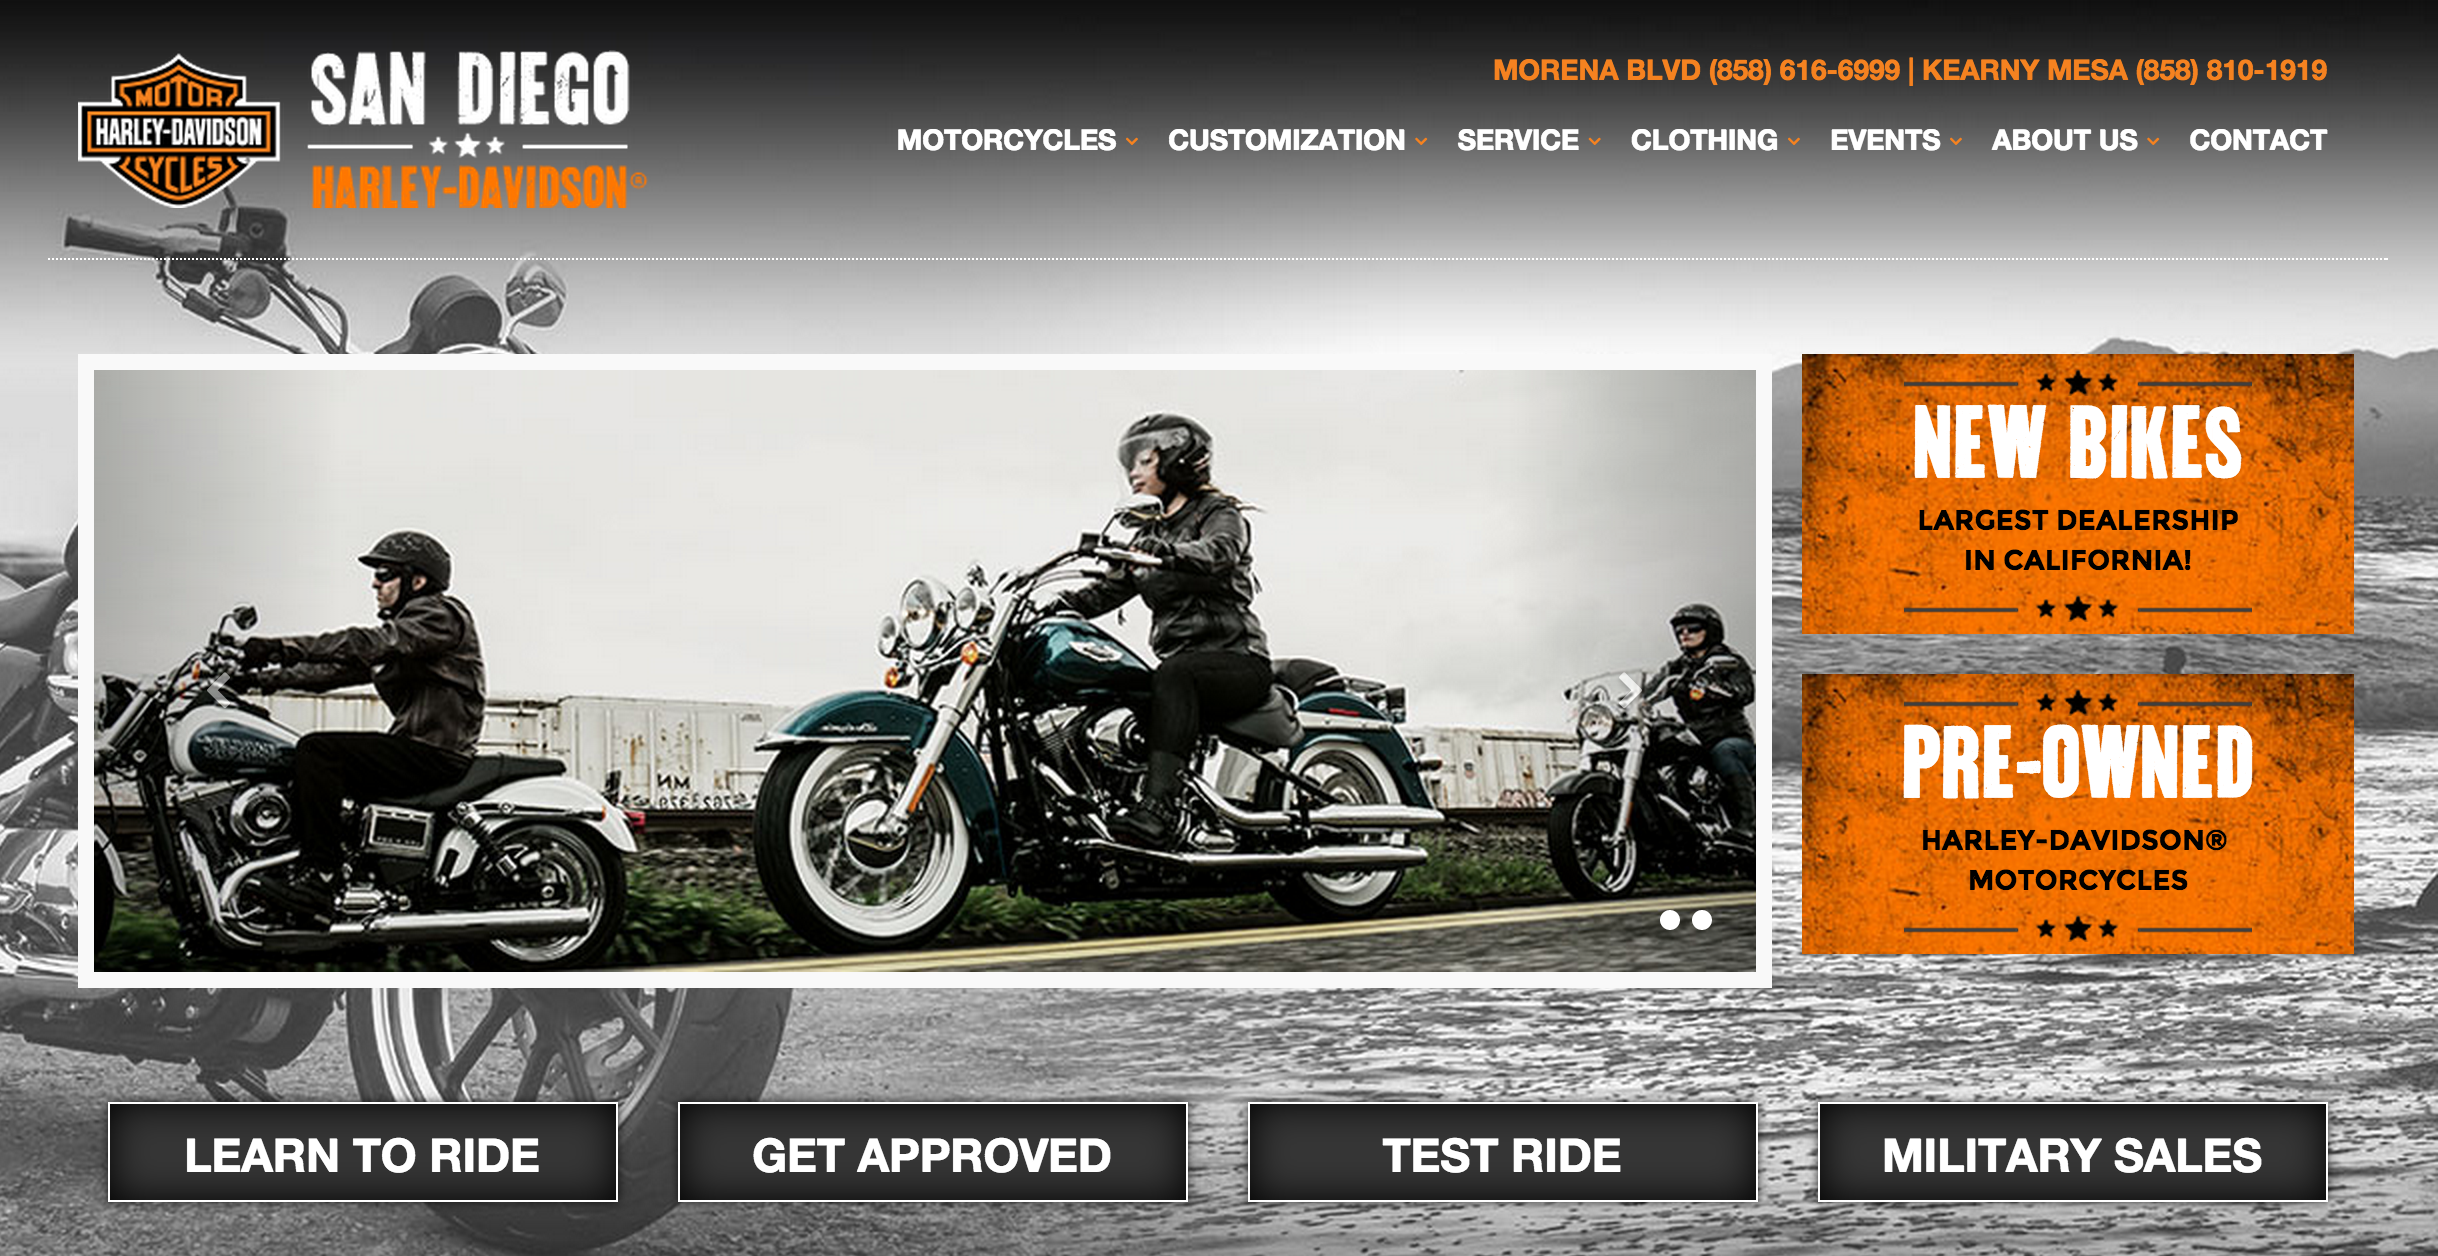 MOTOR
HARLEY-DAVIDSON
CYCLES
SAN DIEGO
HARLEY-DAVIDSON®
MORENA BLVD (858) 616-6999 | KEARNY MESA (858) 810-1919
MOTORCYCLES CUSTOMIZATION SERVICE CLOTHING EVENTS ABOUT US CONTACT
NEW BIKES
LARGEST DEALERSHIP
IN CALIFORNIA!
PRE-OWNED
HARLEY-DAVIDSON®
MOTORCYCLES
LEARN TO RIDE
GET APPROVED
TEST RIDE
MILITARY SALES